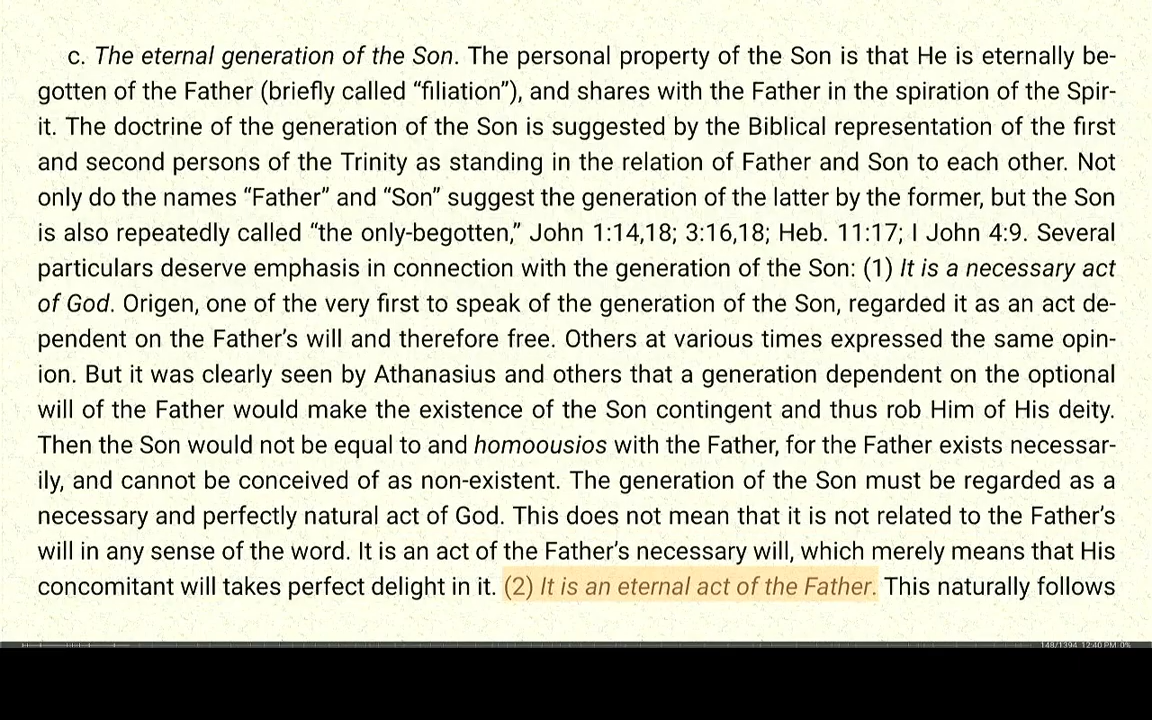 c. The eternal generation of the Son. The personal property of the Son is that He is eternally be-
gotten of the Father (briefly called “filiation”), and shares with the Father in the spiration of the Spir-
it. The doctrine of the generation of the Son is suggested by the Biblical representation of the first
and second persons of the Trinity as standing in the relation of Father and Son to each other. Not
only do the names “Father” and “Son” suggest the generation of the latter by the former, but the Son
is also repeatedly called “the only-begotten,” John 1:14,18; 3:16,18; Heb. 11:17; I John 4:9. Several
particulars deserve emphasis in connection with the generation of the Son: (1) It is a necessary act
of God. Origen, one of the very first to speak of the generation of the Son, regarded it as an act de-
pendent on the Father’s will and therefore free. Others at various times expressed the same opin-
ion. But it was clearly seen by Athanasius and others that a generation dependent on the optional
will of the Father would make the existence of the Son contingent and thus rob Him of His deity.
Then the Son would not be equal to and homoousios with the Father, for the Father exists necessar-
ily, and cannot be conceived of as non-existent. The generation of the Son must be regarded as a
necessary and perfectly natural act of God. This does not mean that it is not related to the Father’s
will in any sense of the word. It is an act of the Father’s necessary will, which merely means that His
concomitant will takes perfect delight in it. (2) It is an eternal act of the Father. This naturally follows
148/1394 12:40 PM 0%